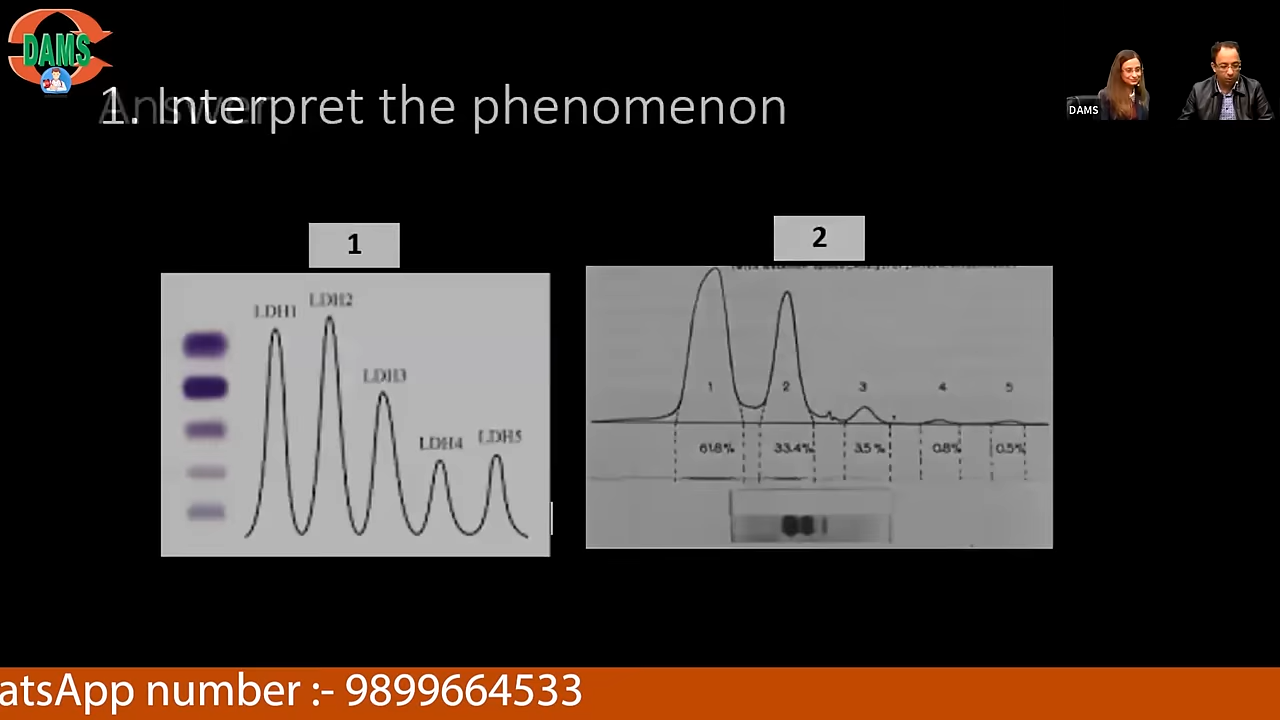 DAMS
DAMS
Answer
1. Interpret the phenomenon
1
2
LDH1
LDH2
LDH3
LDH4
LDH5
1
2
3
4
5
61.8%
33.4%
3.5%
0.8%
0.5%
atsApp number :- 9899664533